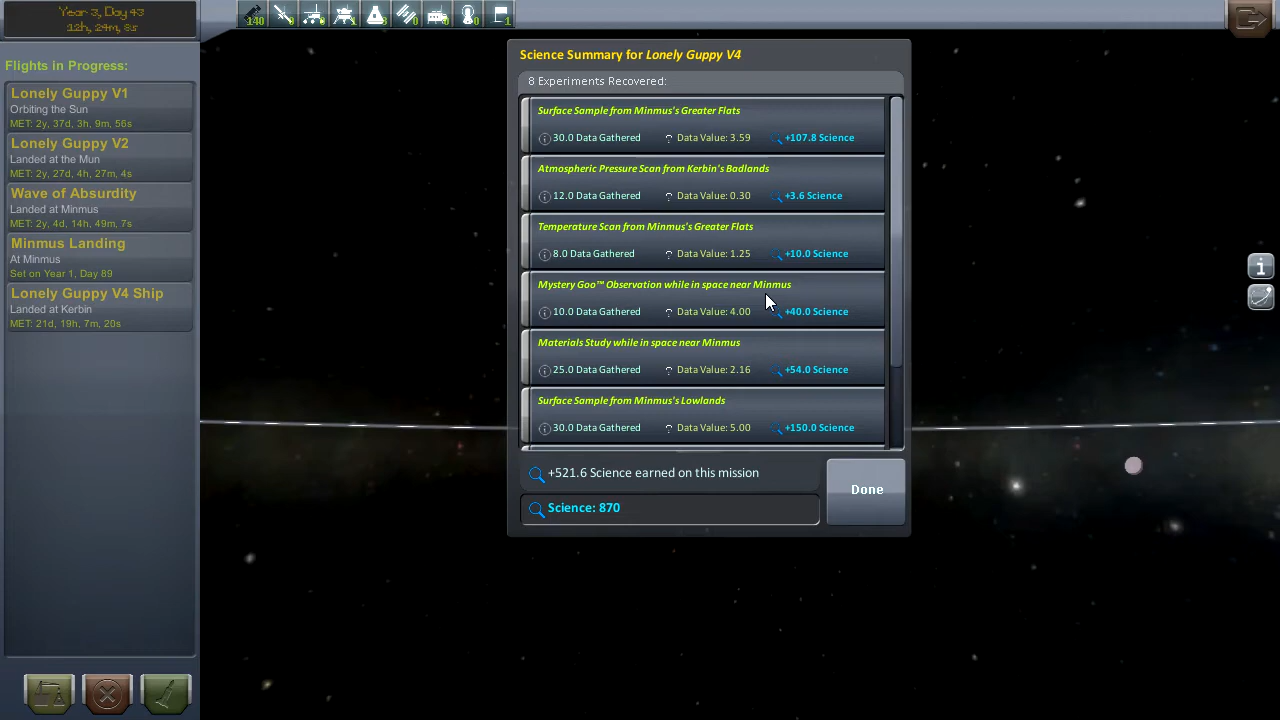 Year 3, Day 43
12h, 24m, 8s
140
0
0
1
0
0
0
0
1
Flights in Progress:
Lonely Guppy V1
Orbiting the Sun
MET: 2y, 37d, 3h, 9m, 56s
Lonely Guppy V2
Landed at the Mun
MET: 2y, 27d, 4h, 27m, 4s
Wave of Absurdity
Landed at Minmus
MET: 2y, 4d, 14h, 49m, 7s
Minmus Landing
At Minmus
Set on Year 1, Day 89
Lonely Guppy V4 Ship
Landed at Kerbin
MET: 21d, 19h, 7m, 20s
Science Summary for Lonely Guppy V4
8 Experiments Recovered:
Surface Sample from Minmus's Greater Flats
30.0 Data Gathered Data Value: 3.59 +107.8 Science
Atmospheric Pressure Scan from Kerbin's Badlands
12.0 Data Gathered Data Value: 0.30 +3.6 Science
Temperature Scan from Minmus's Greater Flats
8.0 Data Gathered Data Value: 1.25 +10.0 Science
Mystery Goo™ Observation while in space near Minmus
10.0 Data Gathered Data Value: 4.00 +40.0 Science
Materials Study while in space near Minmus
25.0 Data Gathered Data Value: 2.16 +54.0 Science
Surface Sample from Minmus's Lowlands
30.0 Data Gathered Data Value: 5.00 +150.0 Science
+521.6 Science earned on this mission
Science: 870
Done